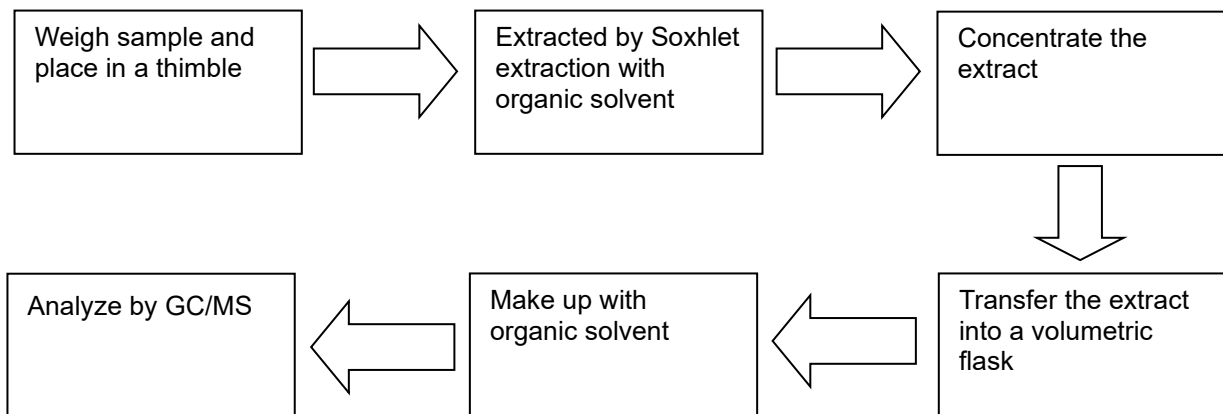 Weigh sample and
place in a thimble
Extracted by Soxhlet
extraction with
organic solvent
Concentrate the
extract
Transfer the extract
into a volumetric
flask
Make up with
organic solvent
Analyze by GC/MS